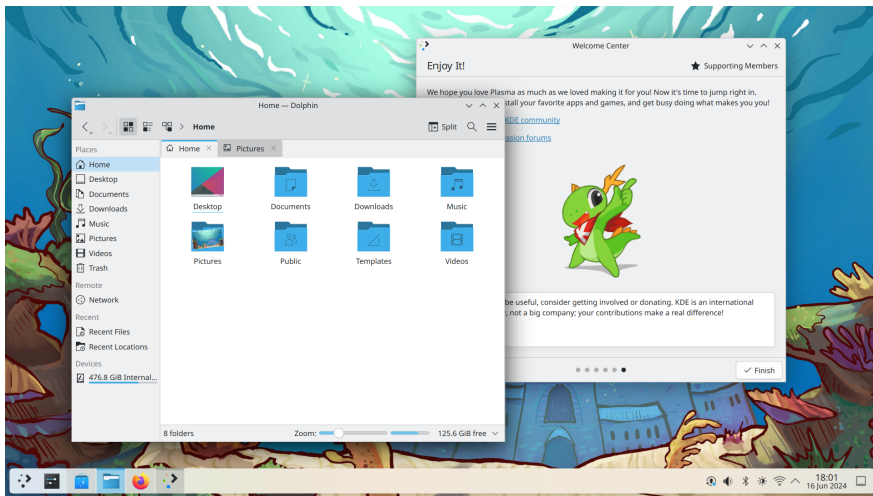 Welcome Center
Enjoy It!
Supporting Members
We hope you love Plasma as much as we loved making it for you! Now it's time to jump right in.
stall your favorite apps and games, and get busy doing what makes you you!
KDE community
ssion forums
be useful, consider getting involved or donating. KDE is an international
, not a big company; your contributions make a real difference!
Finish
Home — Dolphin
Home
Split
Places
Home
Desktop
Documents
Downloads
Music
Pictures
Videos
Trash
Remote
Network
Recent
Recent Files
Recent Locations
Devices
476.8 GiB Internal...
Home
Pictures
Desktop
Documents
Downloads
Music
Pictures
Public
Templates
Videos
8 folders
Zoom:
125.6 GiB free
18:01
16 Jun 2024